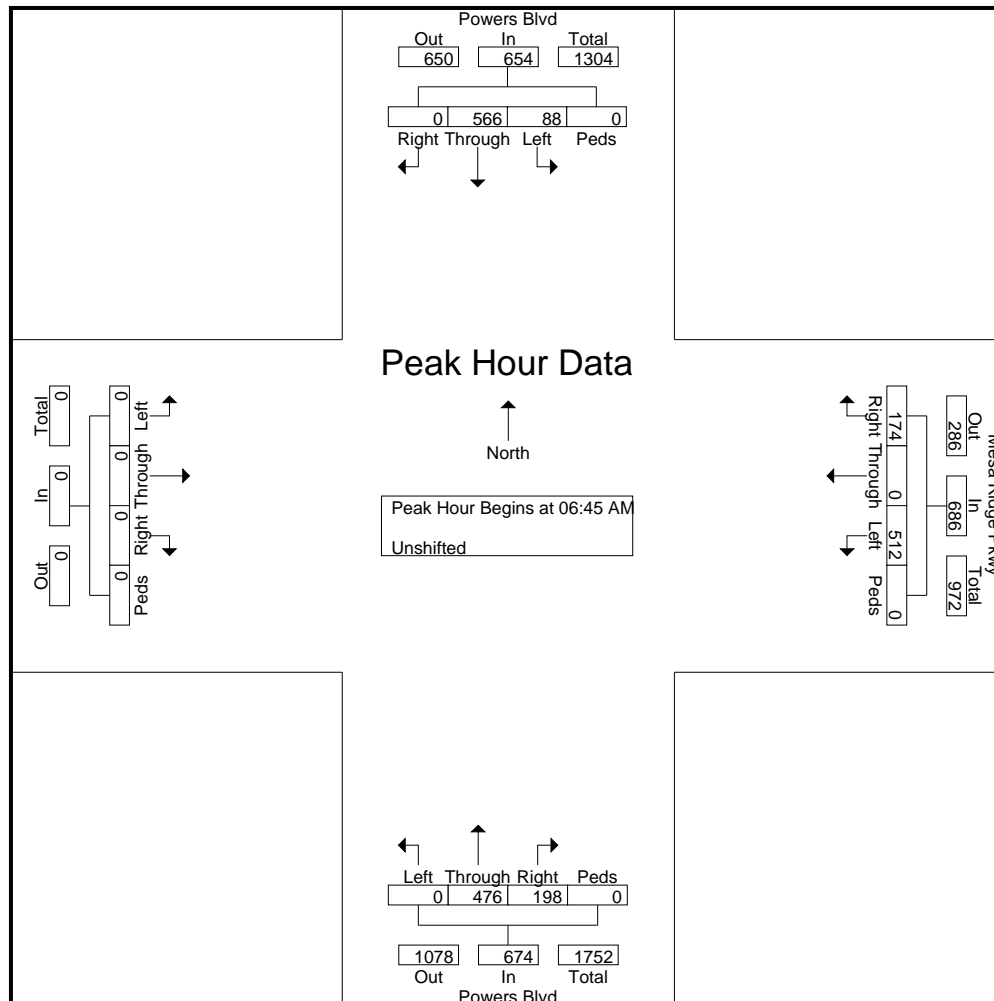 Powers Blvd
Out In Total
650 654 1304
0 566 88 0
Right Through Left Peds
Peak Hour Data
North
Peak Hour Begins at 06:45 AM
Unshifted
Total In Out
0 0 0
0 0 0 0
Left Through Right Peds
Right Through Left Peds
174 0 512 0
286 686 972
Out In Total
Mesa Ridge Pkwy
Left Through Right Peds
0 476 198 0
1078 674 1752
Out In Total
Powers Blvd